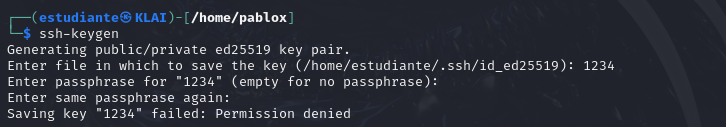 ┌──(estudiante㉿KLAI)-[/home/pablox]
└─$ ssh-keygen
Generating public/private ed25519 key pair.
Enter file in which to save the key (/home/estudiante/.ssh/id_ed25519): 1234
Enter passphrase for "1234" (empty for no passphrase):
Enter same passphrase again:
Saving key "1234" failed: Permission denied